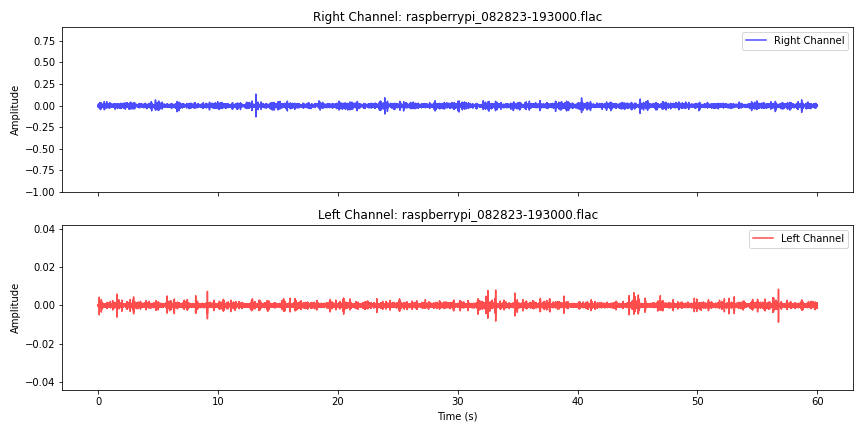 Right Channel: raspberrypi_082823-193000.flac
Right Channel
0.75
0.50
0.25
0.00
−0.25
−0.50
−0.75
−1.00
Amplitude
Left Channel: raspberrypi_082823-193000.flac
Left Channel
0.04
0.02
0.00
−0.02
−0.04
Amplitude
0 10 20 30 40 50 60
Time (s)